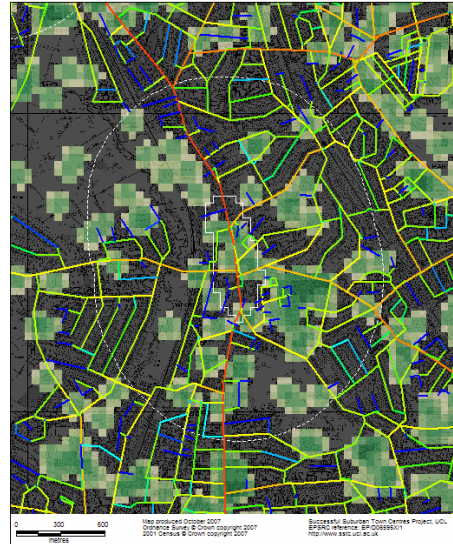 HAR
0 300 600
metres
Map produced October 2007
Ordnance Survey © Crown copyright 2007
2001 Census © Crown copyright 2007
Successful Suburban Town Centres Project, UCL
EPSRC reference: EP/D06595X/1
http://www.sstc.ucl.ac.uk